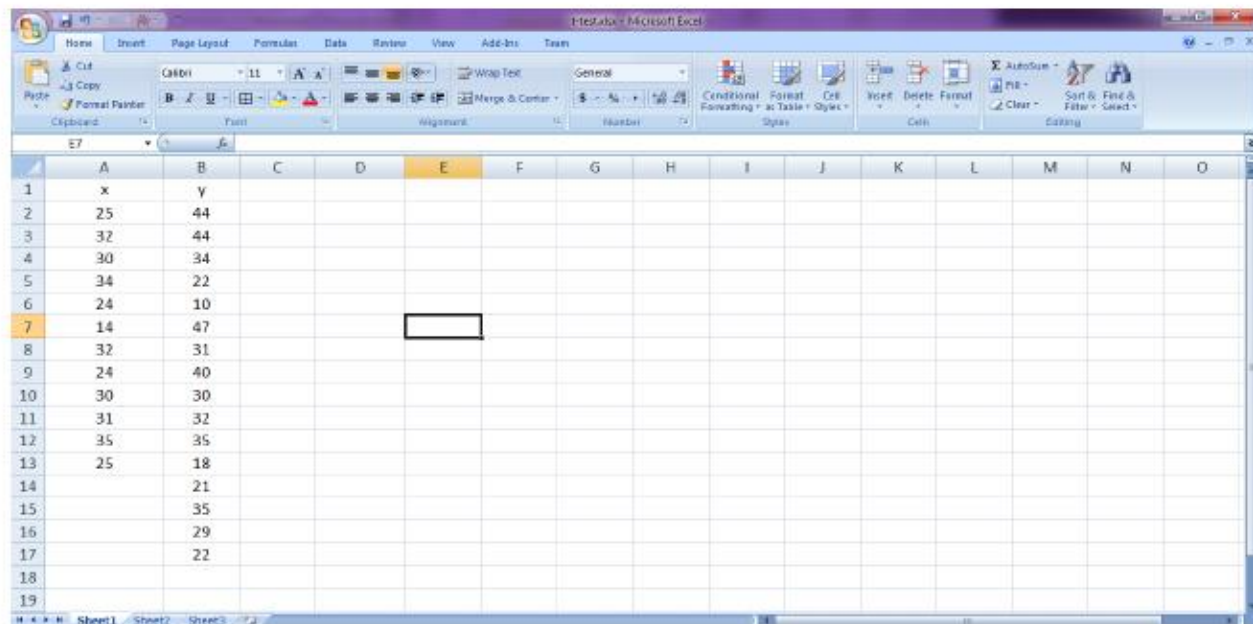 t-test.xlsx - Microsoft Excel
Home Insert Page Layout Formulas Data Review View Add-Ins Team
Cut
Copy
Format Painter
Paste
Calibri 11 A A
Wrap Text
Merge & Center
General
$ %
Conditional Formatting
Format as Table
Cell Styles
Insert Delete Format
Σ AutoSum
Fill
Clear
Sort & Filter
Find & Select
B I U
Clipboard Font Alignment Number Styles Cells Editing
E7 fx
A B C D E F G H I J K L M N O
1 x y
2 25 44
3 32 44
4 30 34
5 34 22
6 24 10
7 14 47
8 32 31
9 24 40
10 30 30
11 31 32
12 35 35
13 25 18
14 21
15 35
16 29
17 22
18
19
Sheet1 Sheet2 Sheet3